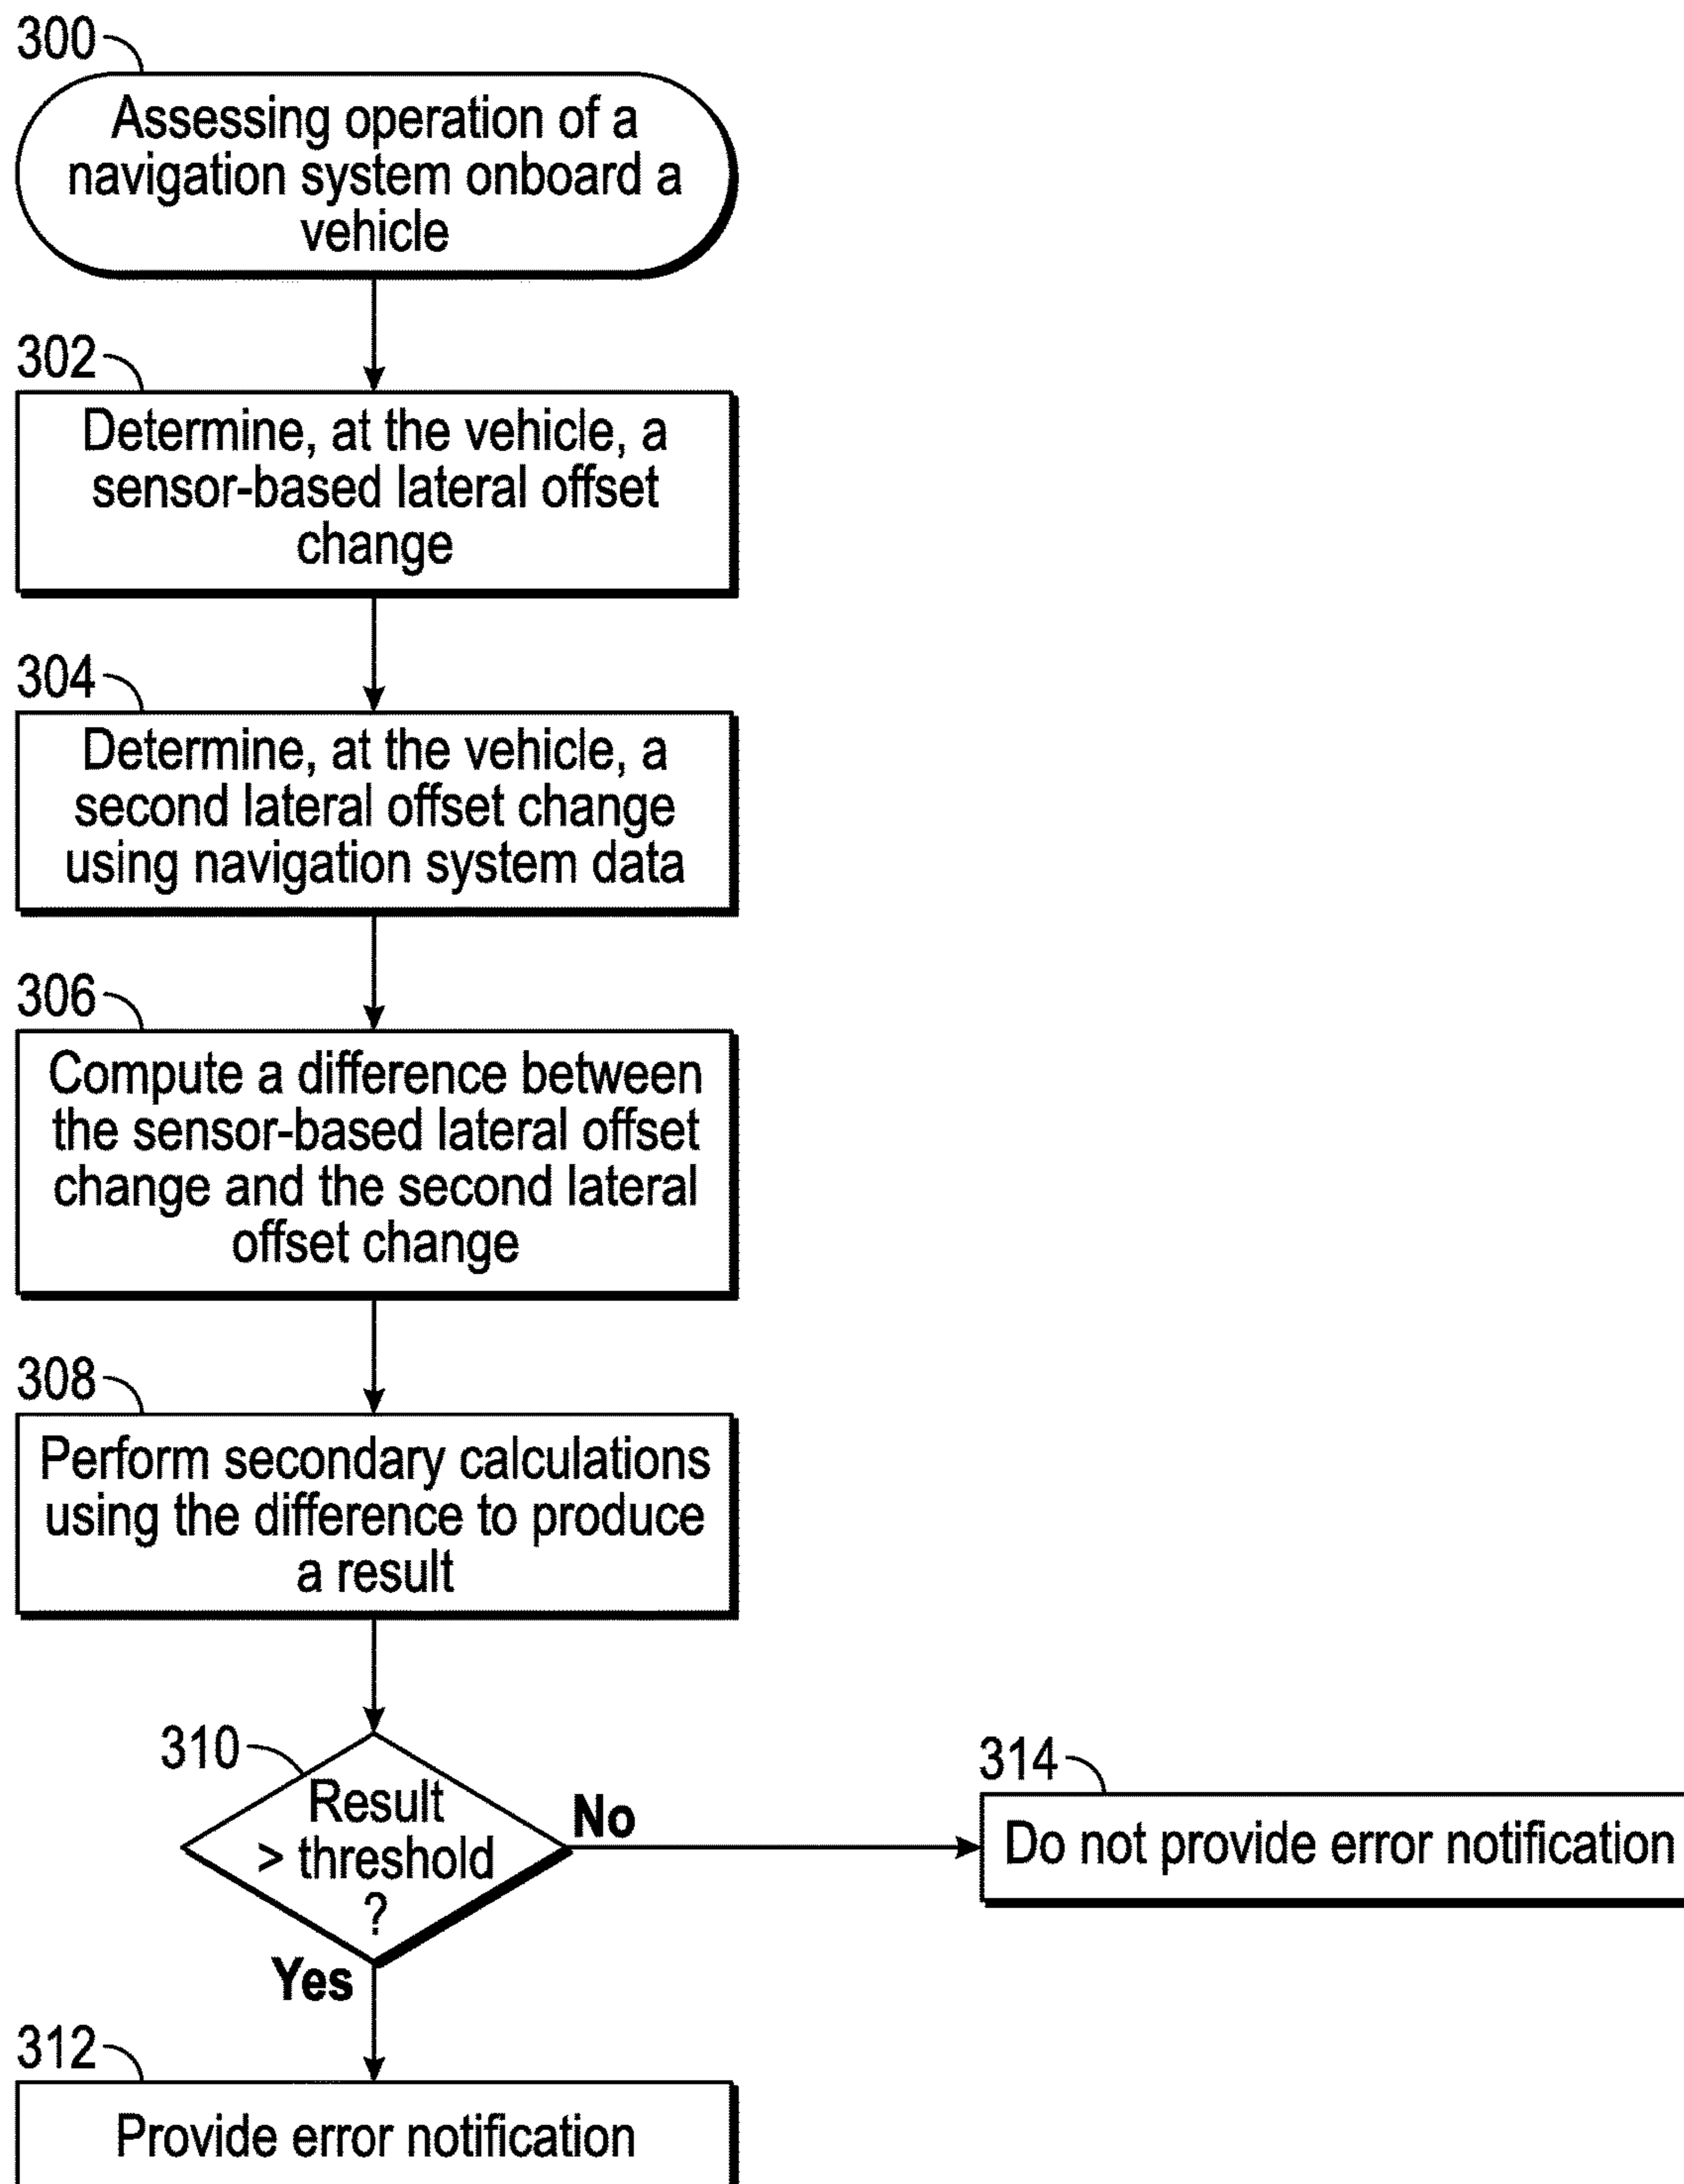 300
Assessing operation of a
navigation system onboard a
vehicle
302
Determine, at the vehicle, a
sensor-based lateral offset
change
304
Determine, at the vehicle, a
second lateral offset change
using navigation system data
306
Compute a difference between
the sensor-based lateral offset
change and the second lateral
offset change
308
Perform secondary calculations
using the difference to produce
a result
310
Result
> threshold
?
No
314
Do not provide error notification
Yes
312
Provide error notification